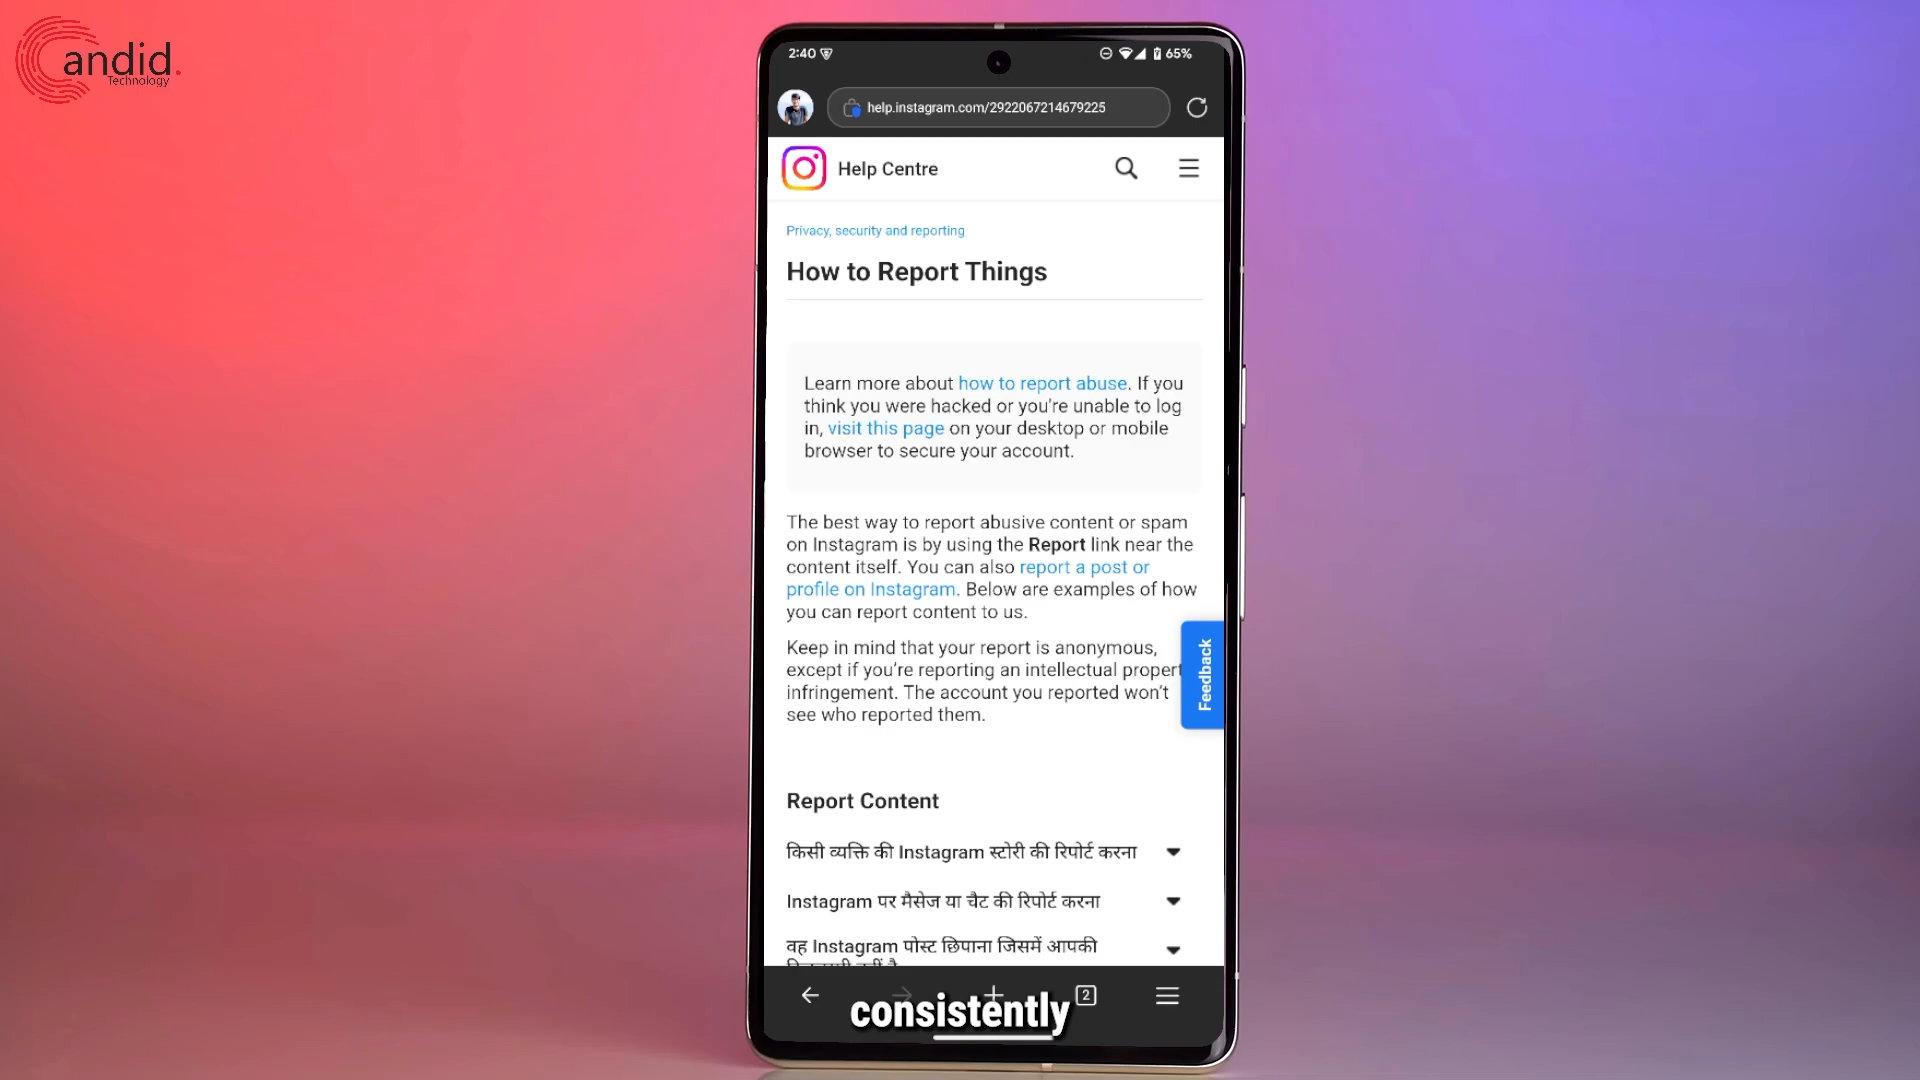 Candid.
Technology
2:40
65%
help.instagram.com/2922067214679225
Help Centre
Privacy, security and reporting
How to Report Things
Learn more about how to report abuse. If you
think you were hacked or you're unable to log
in, visit this page on your desktop or mobile
browser to secure your account.
The best way to report abusive content or spam
on Instagram is by using the Report link near the
content itself. You can also report a post or
profile on Instagram. Below are examples of how
you can report content to us.
Keep in mind that your report is anonymous,
except if you’re reporting an intellectual propert
infringement. The account you reported won’t
see who reported them.
Feedback
Report Content
किसी व्यक्ति की Instagram स्टोरी की रिपोर्ट करना
Instagram पर मैसेज या चैट की रिपोर्ट करना
वह Instagram पोस्ट छिपाना जिसमें आपकी
2
consistently